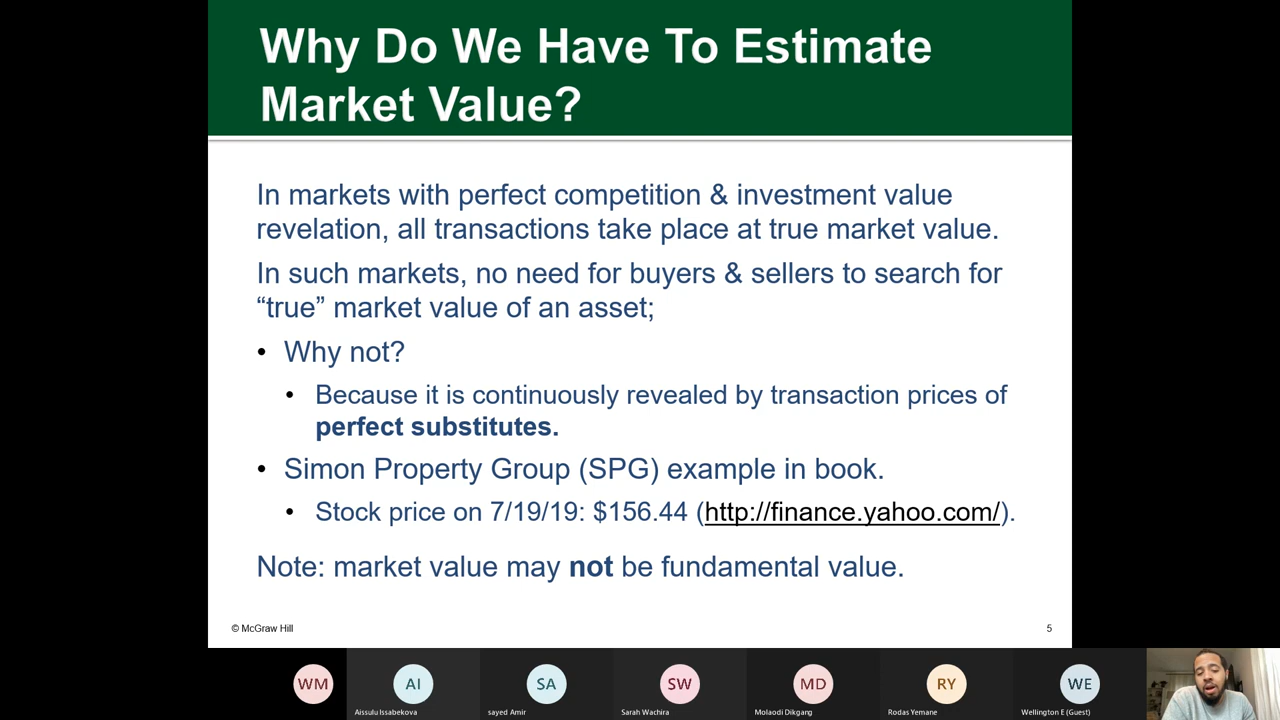 Why Do We Have To Estimate
Market Value?
In markets with perfect competition & investment value
revelation, all transactions take place at true market value.
In such markets, no need for buyers & sellers to search for
“true” market value of an asset;
• Why not?
• Because it is continuously revealed by transaction prices of
perfect substitutes.
• Simon Property Group (SPG) example in book.
• Stock price on 7/19/19: $156.44 (http://finance.yahoo.com/).
Note: market value may not be fundamental value.
© McGraw Hill
5
WM
AI
SA
SW
MD
RY
WE
Aissulu Issabekova
sayed Amir
Sarah Wachira
Molaodi Dikgang
Rodas Yemane
Wellington E (Guest)